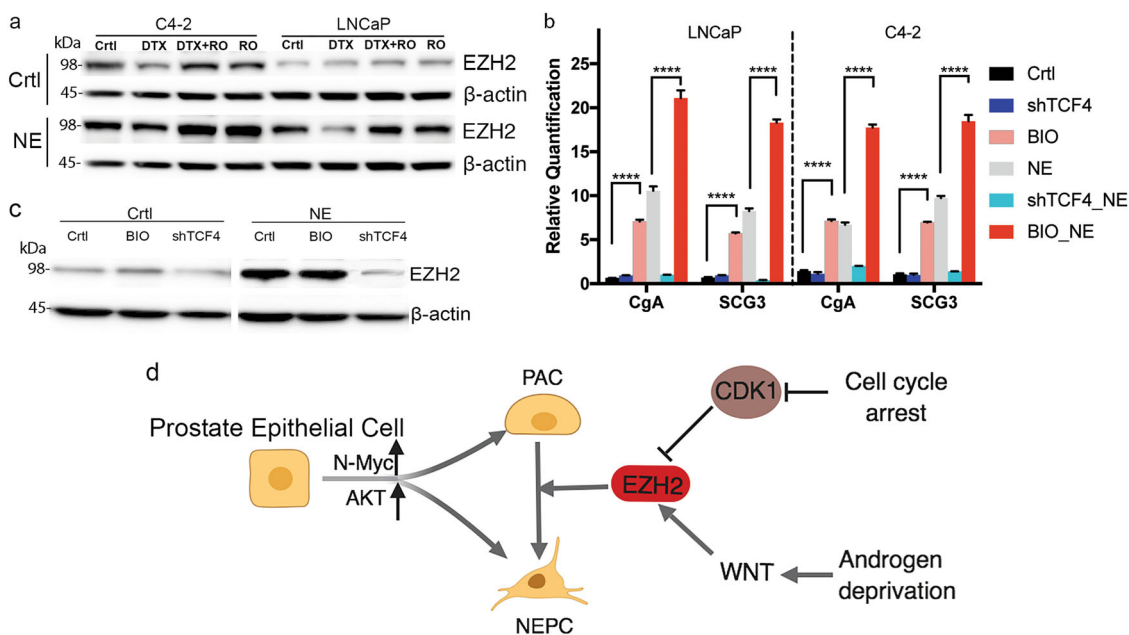 a
C4-2
LNCaP
kDa
Crtl
DTX
DTX+RO
RO
Crtl
DTX
DTX+RO
RO
Crtl
98-
EZH2
45-
β-actin
NE
98-
EZH2
45-
β-actin
b
LNCaP
C4-2
Relative Quantification
25
20
15
10
5
0
****
****
****
****
****
****
****
****
CgA
SCG3
CgA
SCG3
Crtl
shTCF4
BIO
NE
shTCF4_NE
BIO_NE
c
Crtl
NE
kDa
Crtl
BIO
shTCF4
Crtl
BIO
shTCF4
98-
EZH2
45-
β-actin
d
PAC
CDK1
Cell cycle
arrest
Prostate Epithelial Cell
N-Myc
AKT
EZH2
WNT
Androgen
deprivation
NEPC